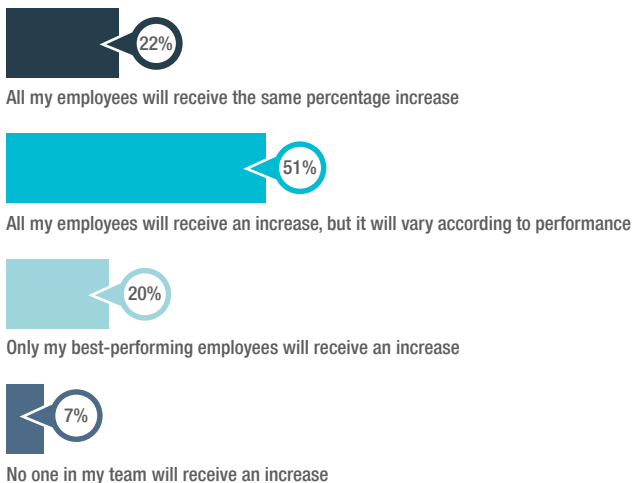 22%
All my employees will receive the same percentage increase
51%
All my employees will receive an increase, but it will vary according to performance
20%
Only my best-performing employees will receive an increase
7%
No one in my team will receive an increase